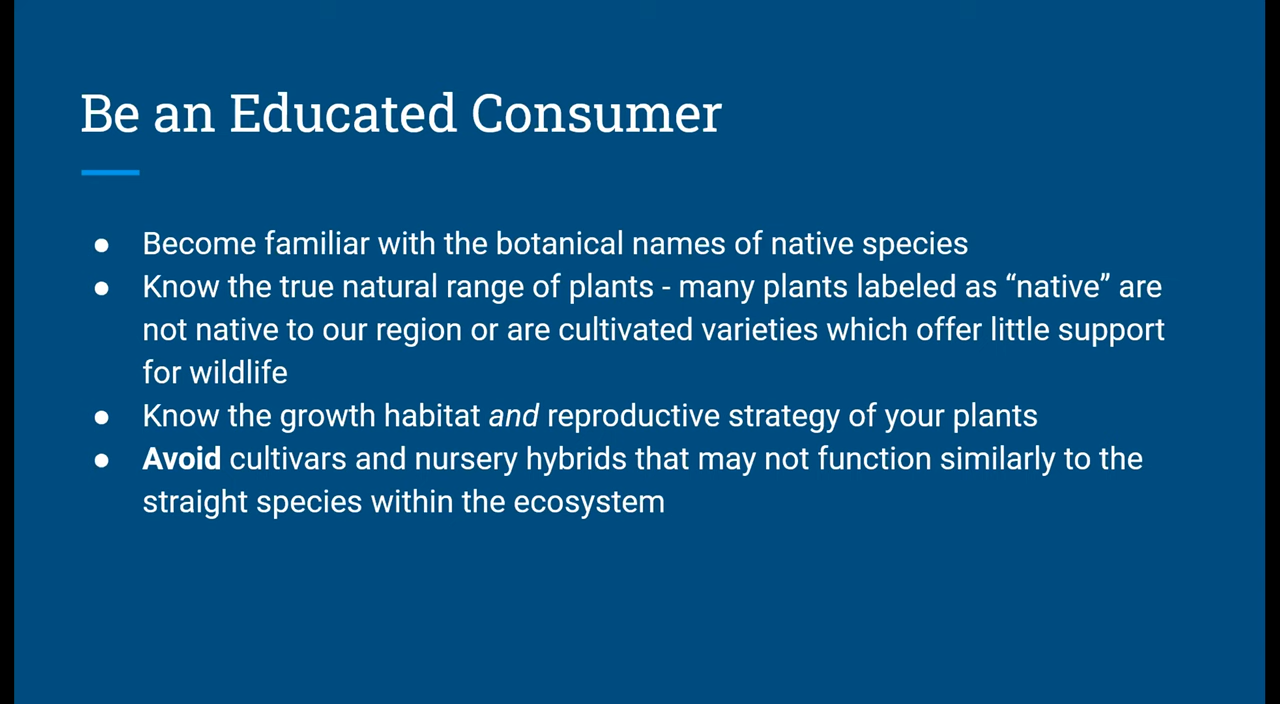 Be an Educated Consumer
● Become familiar with the botanical names of native species
● Know the true natural range of plants - many plants labeled as “native” are
not native to our region or are cultivated varieties which offer little support
for wildlife
● Know the growth habitat and reproductive strategy of your plants
● Avoid cultivars and nursery hybrids that may not function similarly to the
straight species within the ecosystem